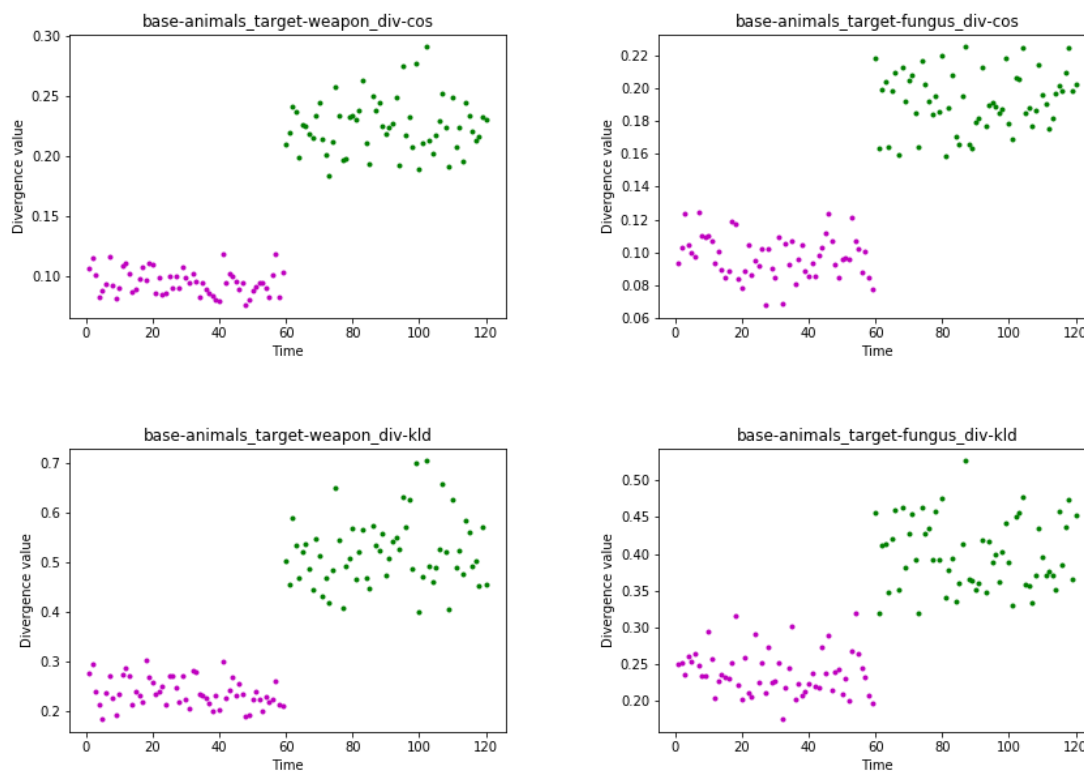 base-animals_target-weapon_div-cos
0.30
0.25
0.20
0.15
0.10
Divergence value
0 20 40 60 80 100 120
Time
base-animals_target-fungus_div-cos
0.22
0.20
0.18
0.16
0.14
0.12
0.10
0.08
0.06
Divergence value
0 20 40 60 80 100 120
Time
base-animals_target-weapon_div-kld
0.7
0.6
0.5
0.4
0.3
0.2
Divergence value
0 20 40 60 80 100 120
Time
base-animals_target-fungus_div-kld
0.50
0.45
0.40
0.35
0.30
0.25
0.20
Divergence value
0 20 40 60 80 100 120
Time